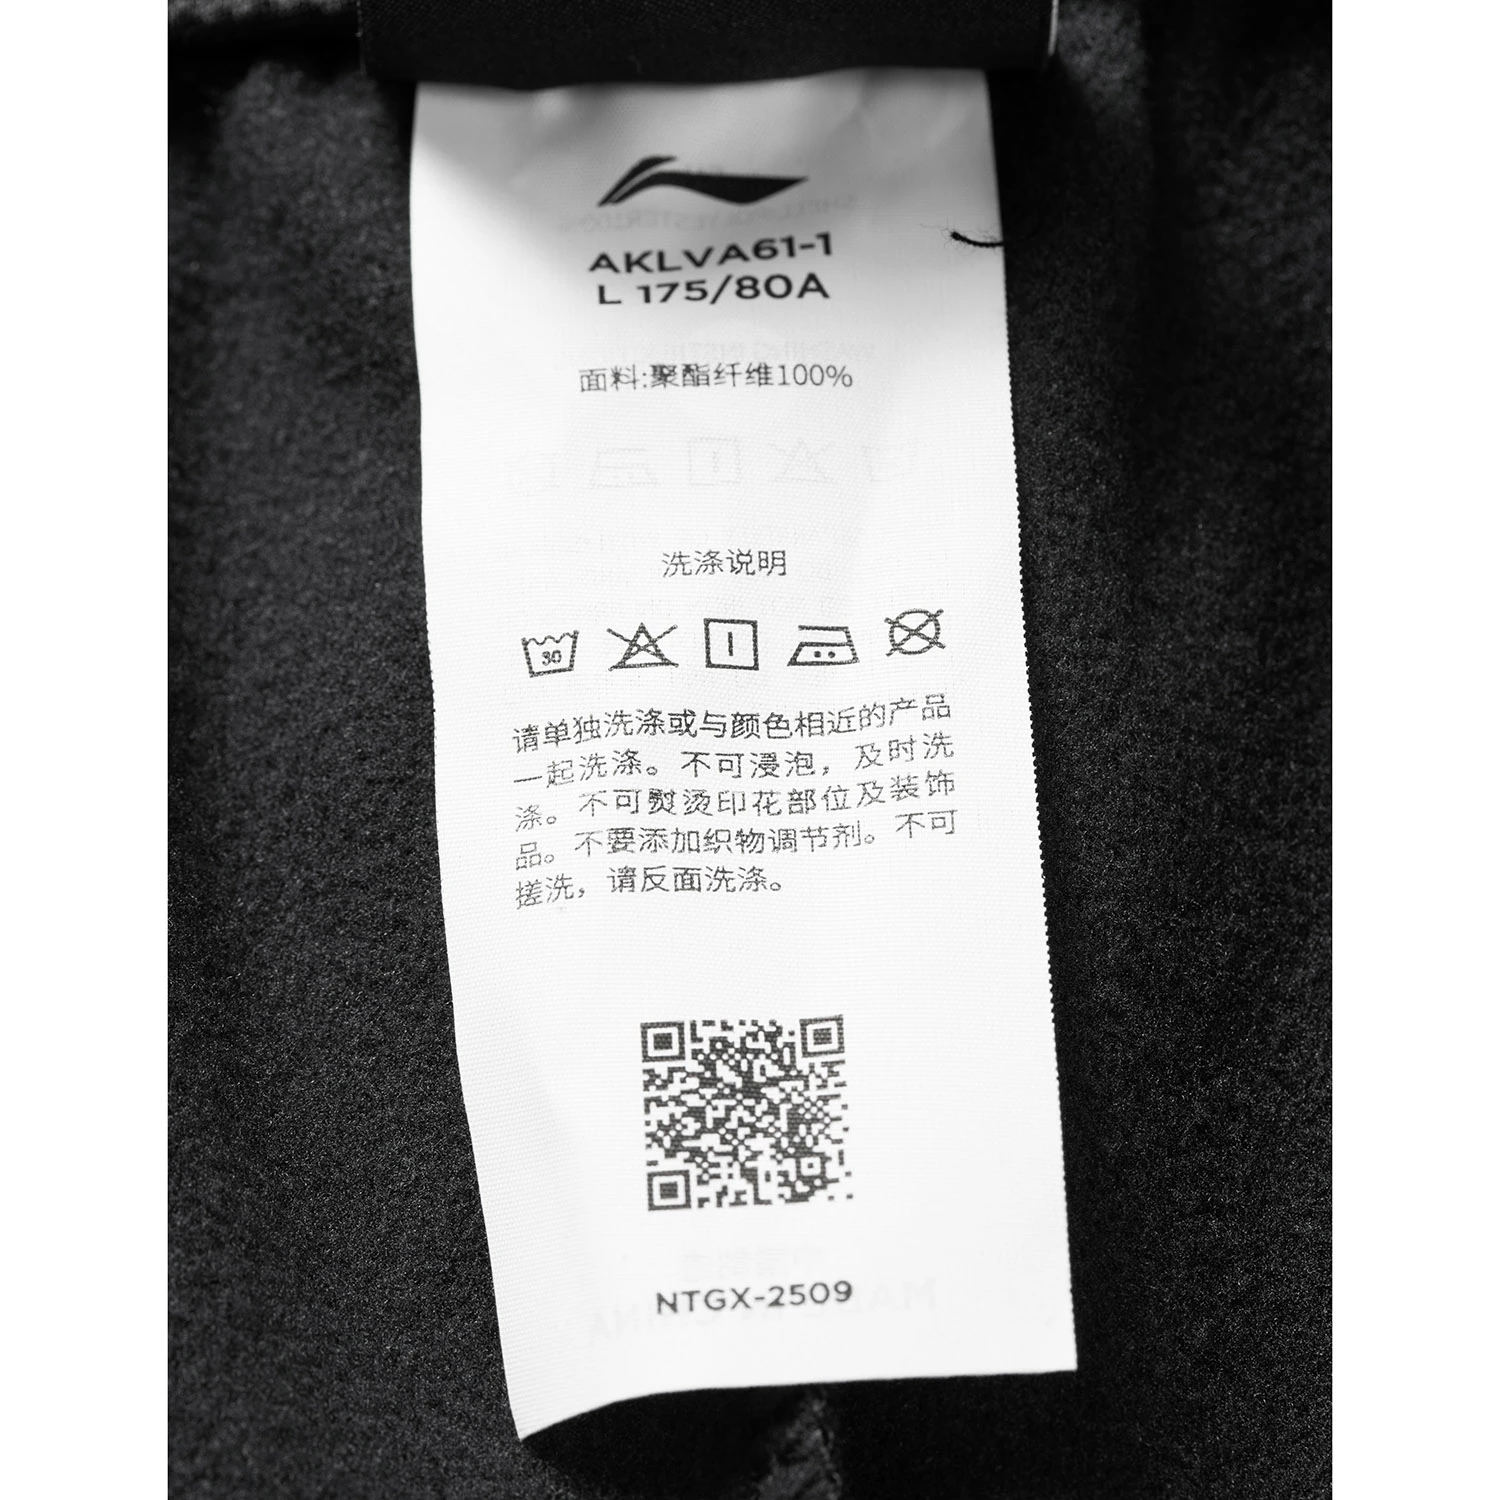 AKLVA61-1
L 175/80A
面料:聚酯纤维100%
洗涤说明
30
请单独洗涤或与颜色相近的产品
一起洗涤。不可浸泡，及时洗
涤。不可熨烫印花部位及装饰
品。不要添加织物调节剂。不可
搓洗，请反面洗涤。
NTGX-2509